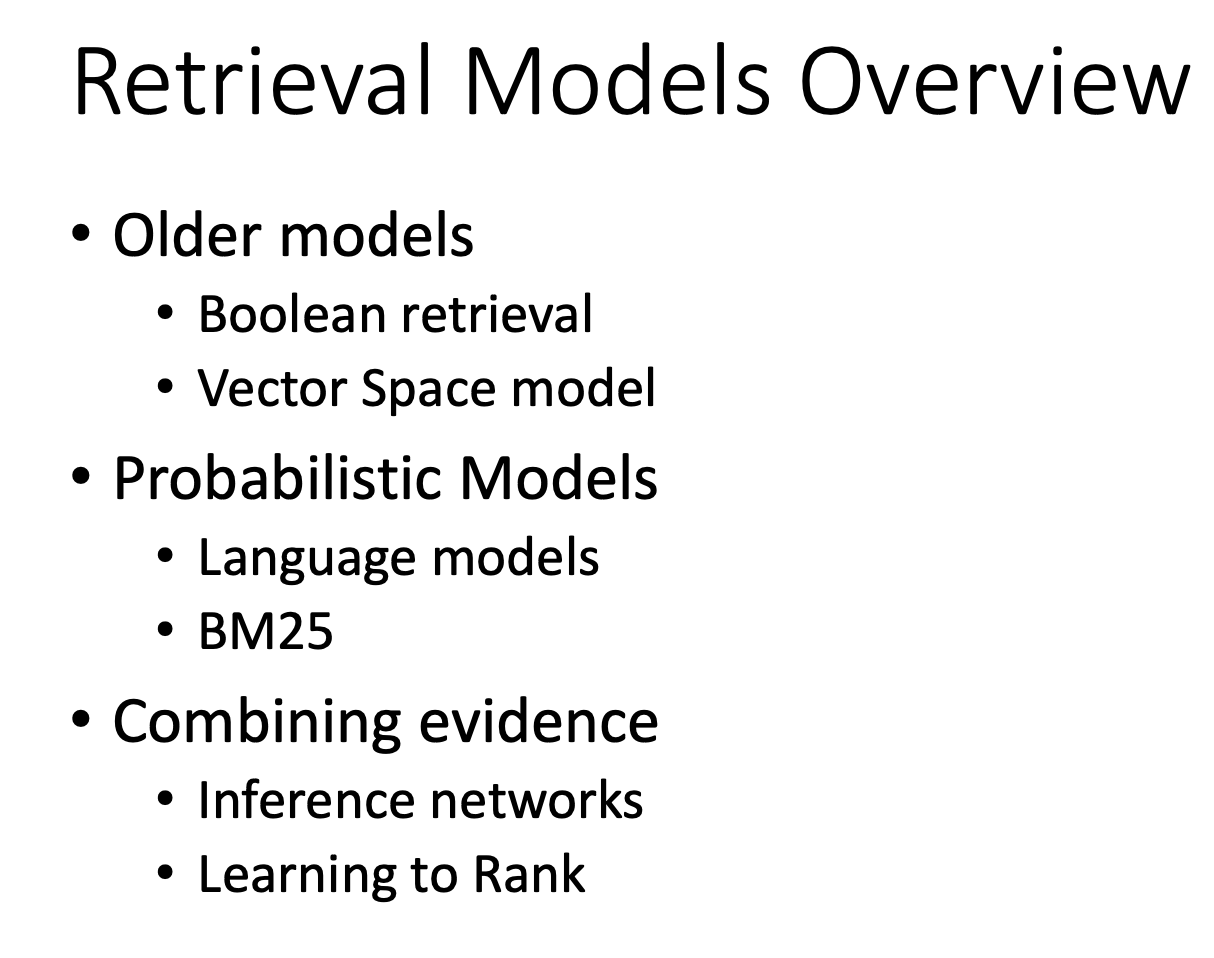 Retrieval Models Overview
• Older models
• Boolean retrieval
• Vector Space model
• Probabilistic Models
• Language models
• BM25
• Combining evidence
• Inference networks
• Learning to Rank